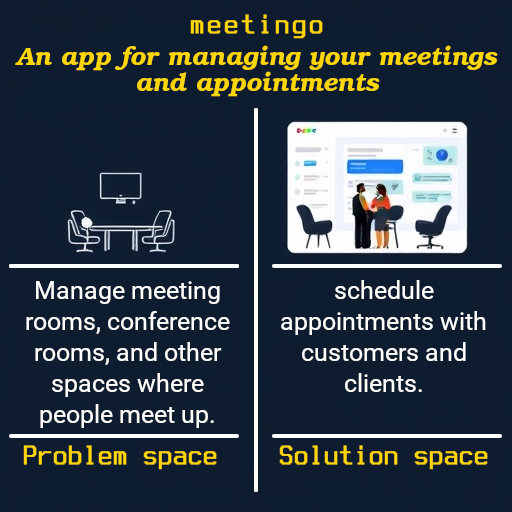 meetingo
An app for managing your meetings
and appointments
Manage meeting
rooms, conference
rooms, and other
spaces where
people meet up.
schedule
appointments with
customers and
clients.
Problem space
Solution space